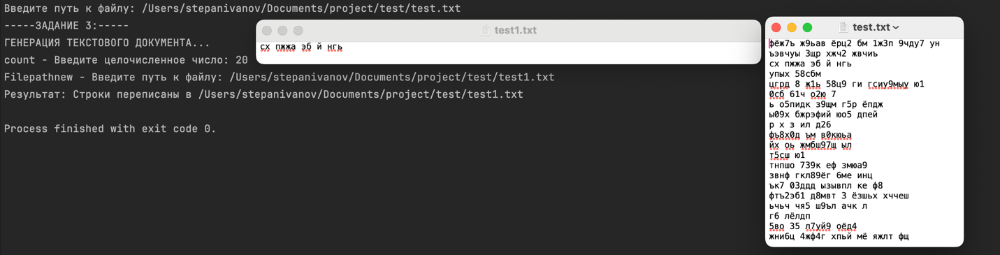 Введите путь к файлу: /Users/stepanivanov/Documents/project/test/test.txt
-----ЗАДАНИЕ 3:-----
ГЕНЕРАЦИЯ ТЕКСТОВОГО ДОКУМЕНТА...
count - Введите целочисленное число: 20
Filepathnew - Введите путь к файлу: /Users/stepanivanov/Documents/project/test/test1.txt
Результат: Строки переписаны в /Users/stepanivanov/Documents/project/test/test1.txt
Process finished with exit code 0.
test1.txt
сх пжжа эб й нгь
test.txt
фёж7ъ ж9ьав ёрц2 бм 1ж3п 9чду7 ун
ъэвчуы 3щр хжч2 жвчиъ
сх пжжа эб й нгь
упых 58сбм
цгрд 8 ж1ь 58ц9 ги гсиу9мыу ю1
0сб 61ч о2ю 7
ь о5пидк з9щм г5р ёпдж
ы09х бжрэфий юо5 дпей
р х з ил д26
фъ8х0д ъм в0кюьа
йх оь жмбш97щ ыл
т5сш ю1
тнпшо 739к еф змюа9
звнф гкл89ёг 6ме инц
ък7 03ддд ызывпл ке ф8
фтъ2эб1 д8мвт 3 ёзшьх хччеш
ьчьч чя5 ш9ъл ачк л
г6 лёлдп
5во 35 л7уй9 оёд4
жни6ц 4жф4г хпьй мё яжлт фщ